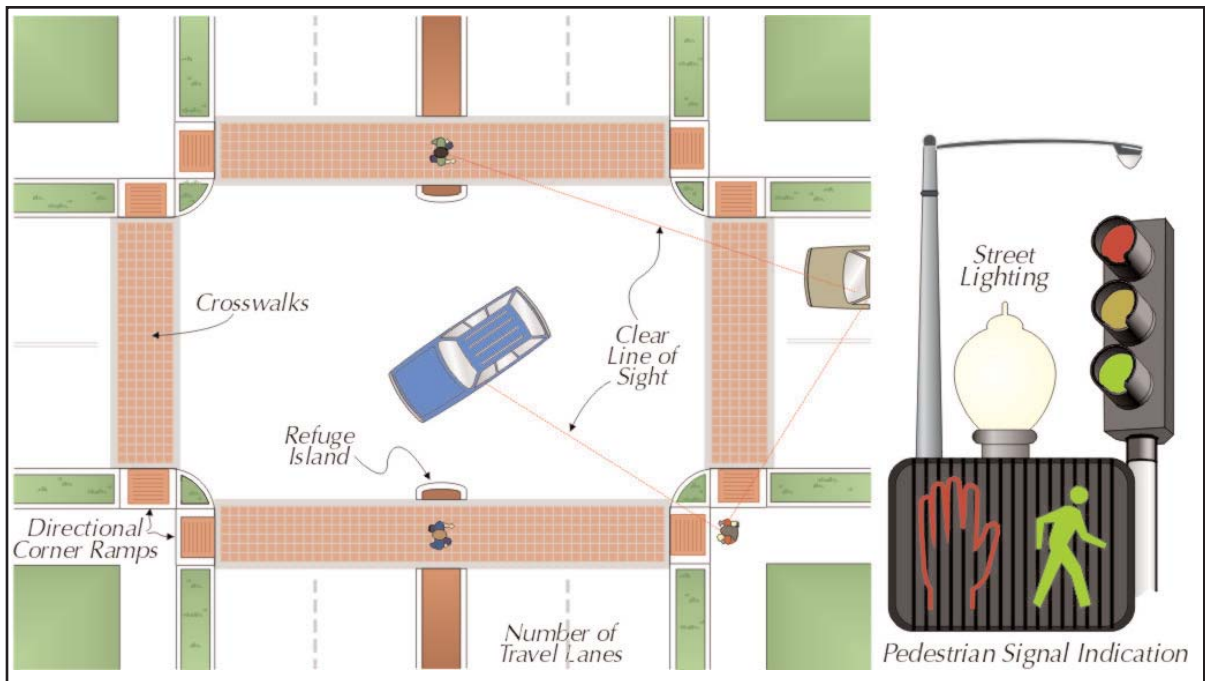 Crosswalks
Clear
Line of
Sight
Refuge
Island
Directional
Corner Ramps
Number of
Travel Lanes
Street
Lighting
Pedestrian Signal Indication